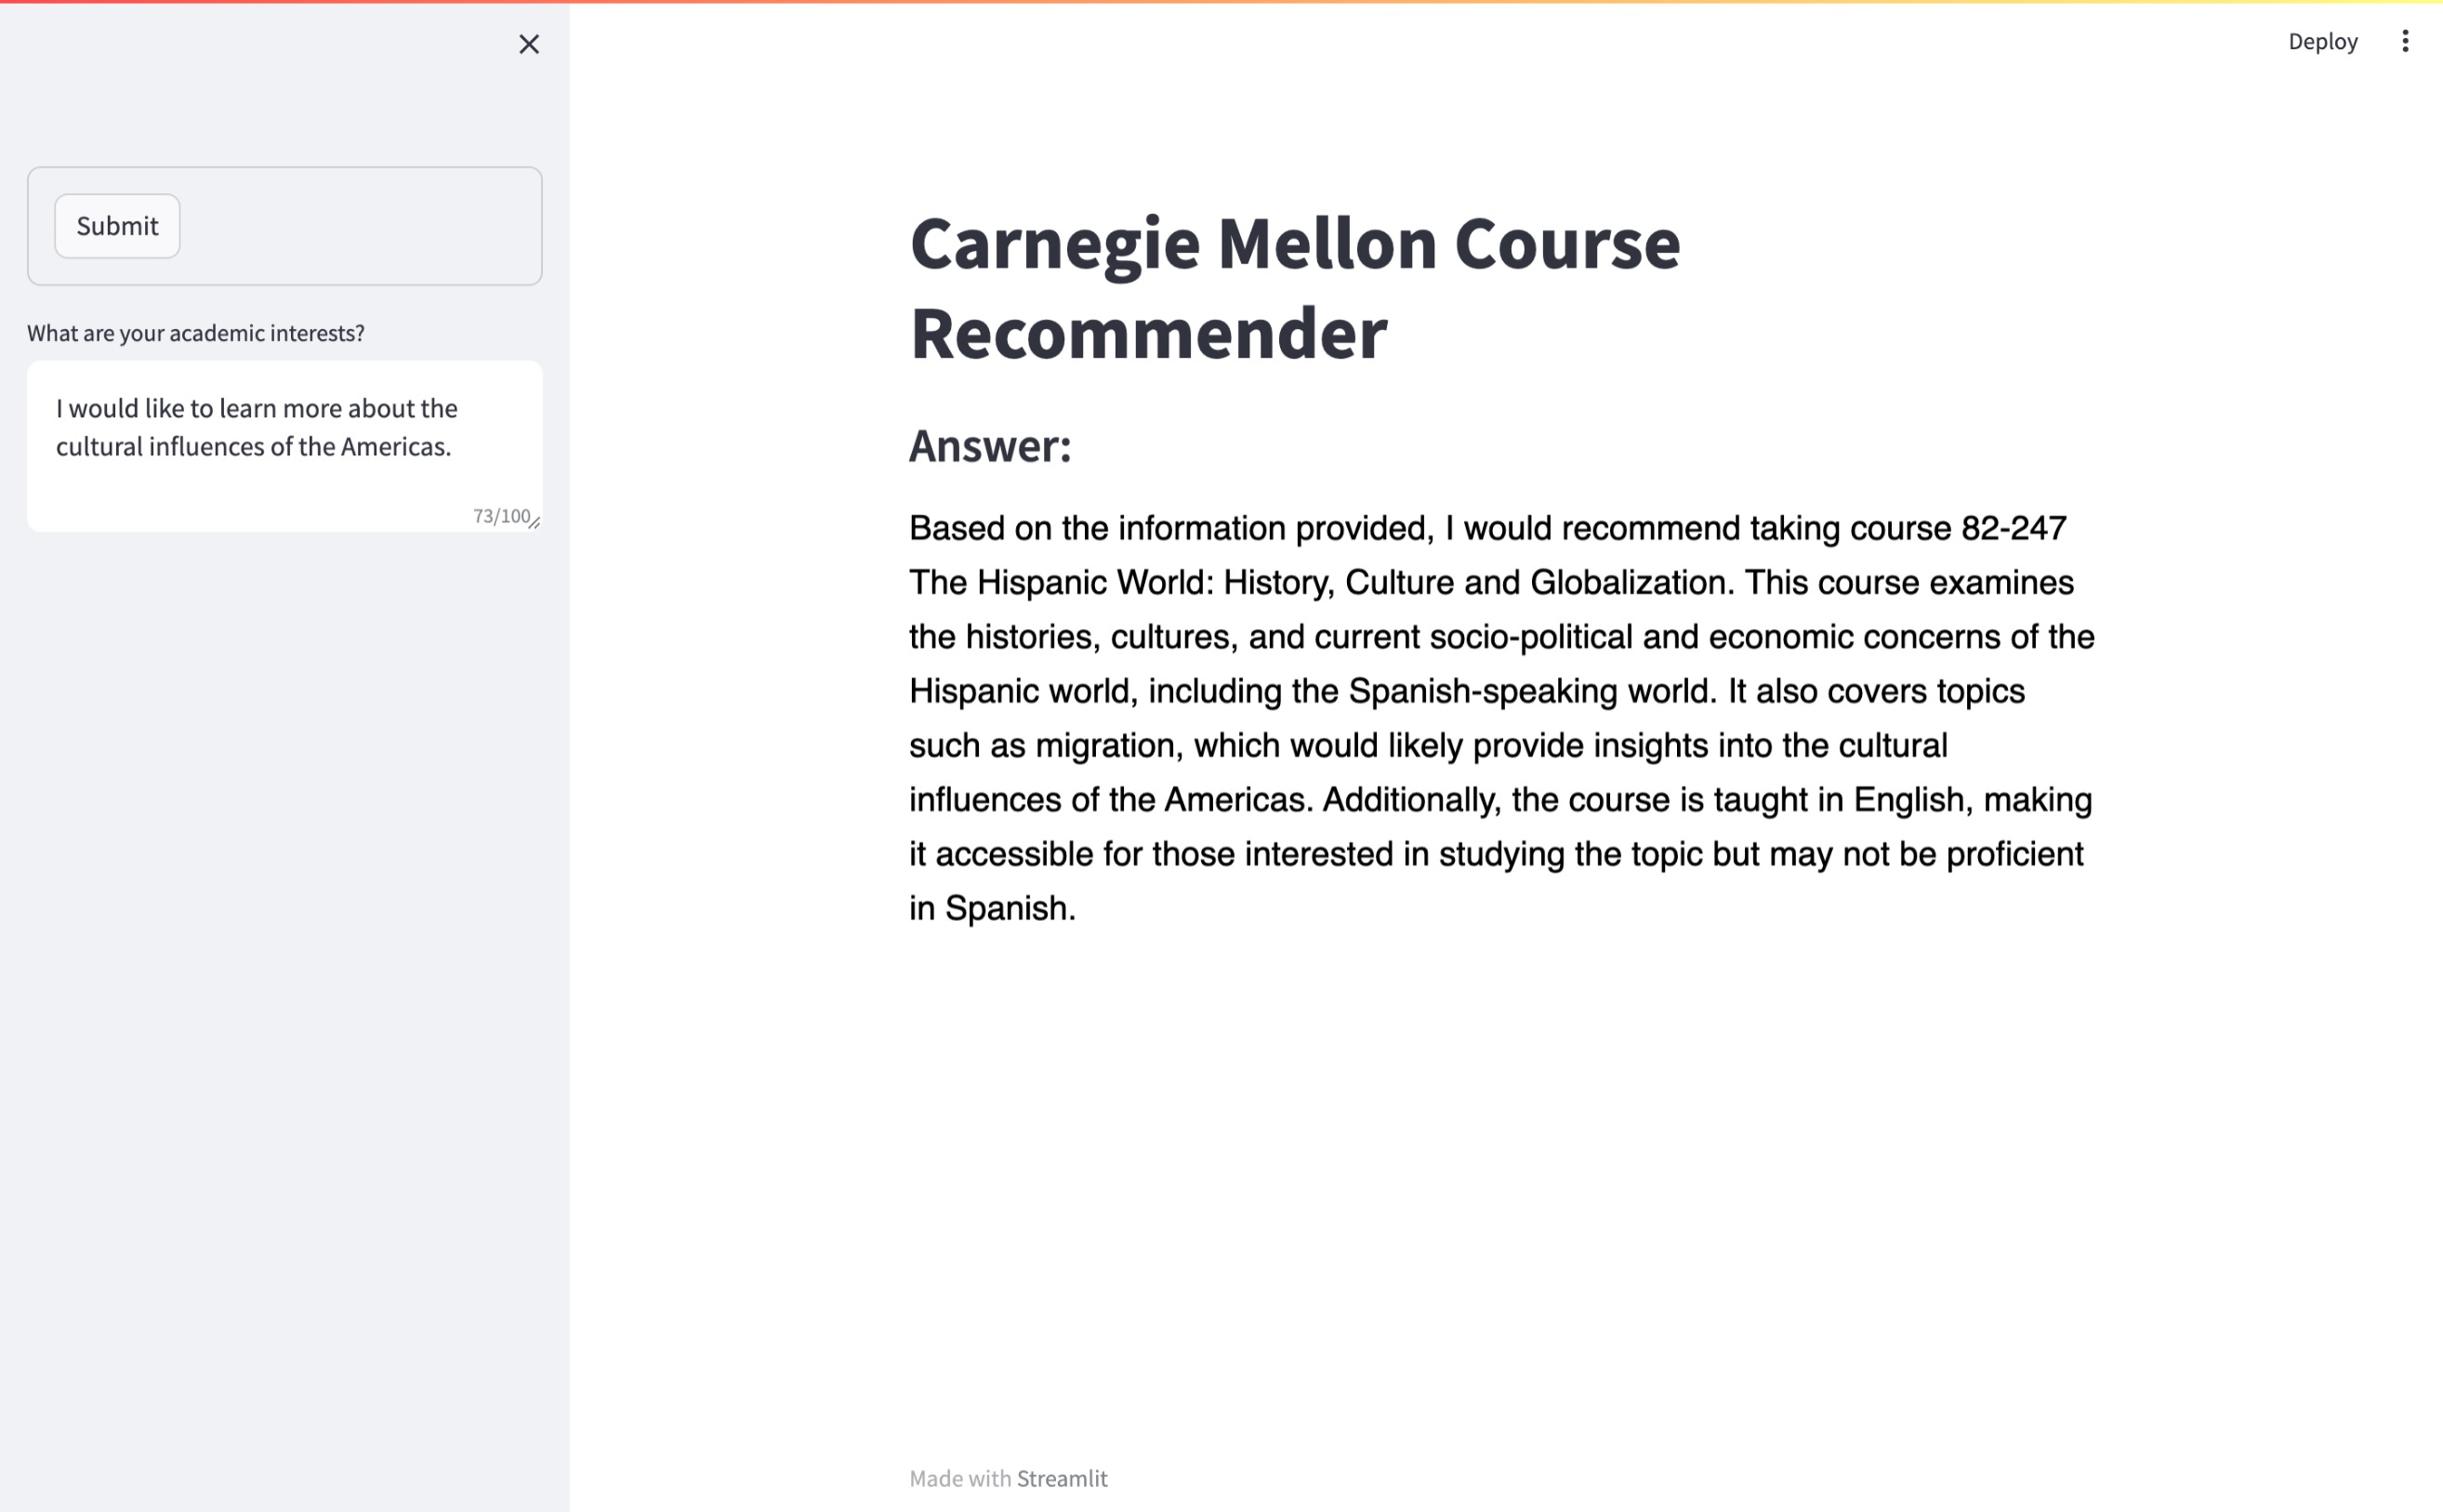 Deploy
Submit
What are your academic interests?
I would like to learn more about the
cultural influences of the Americas.
73/100
Carnegie Mellon Course
Recommender
Answer:
Based on the information provided, I would recommend taking course 82-247
The Hispanic World: History, Culture and Globalization. This course examines
the histories, cultures, and current socio-political and economic concerns of the
Hispanic world, including the Spanish-speaking world. It also covers topics
such as migration, which would likely provide insights into the cultural
influences of the Americas. Additionally, the course is taught in English, making
it accessible for those interested in studying the topic but may not be proficient
in Spanish.
Made with Streamlit